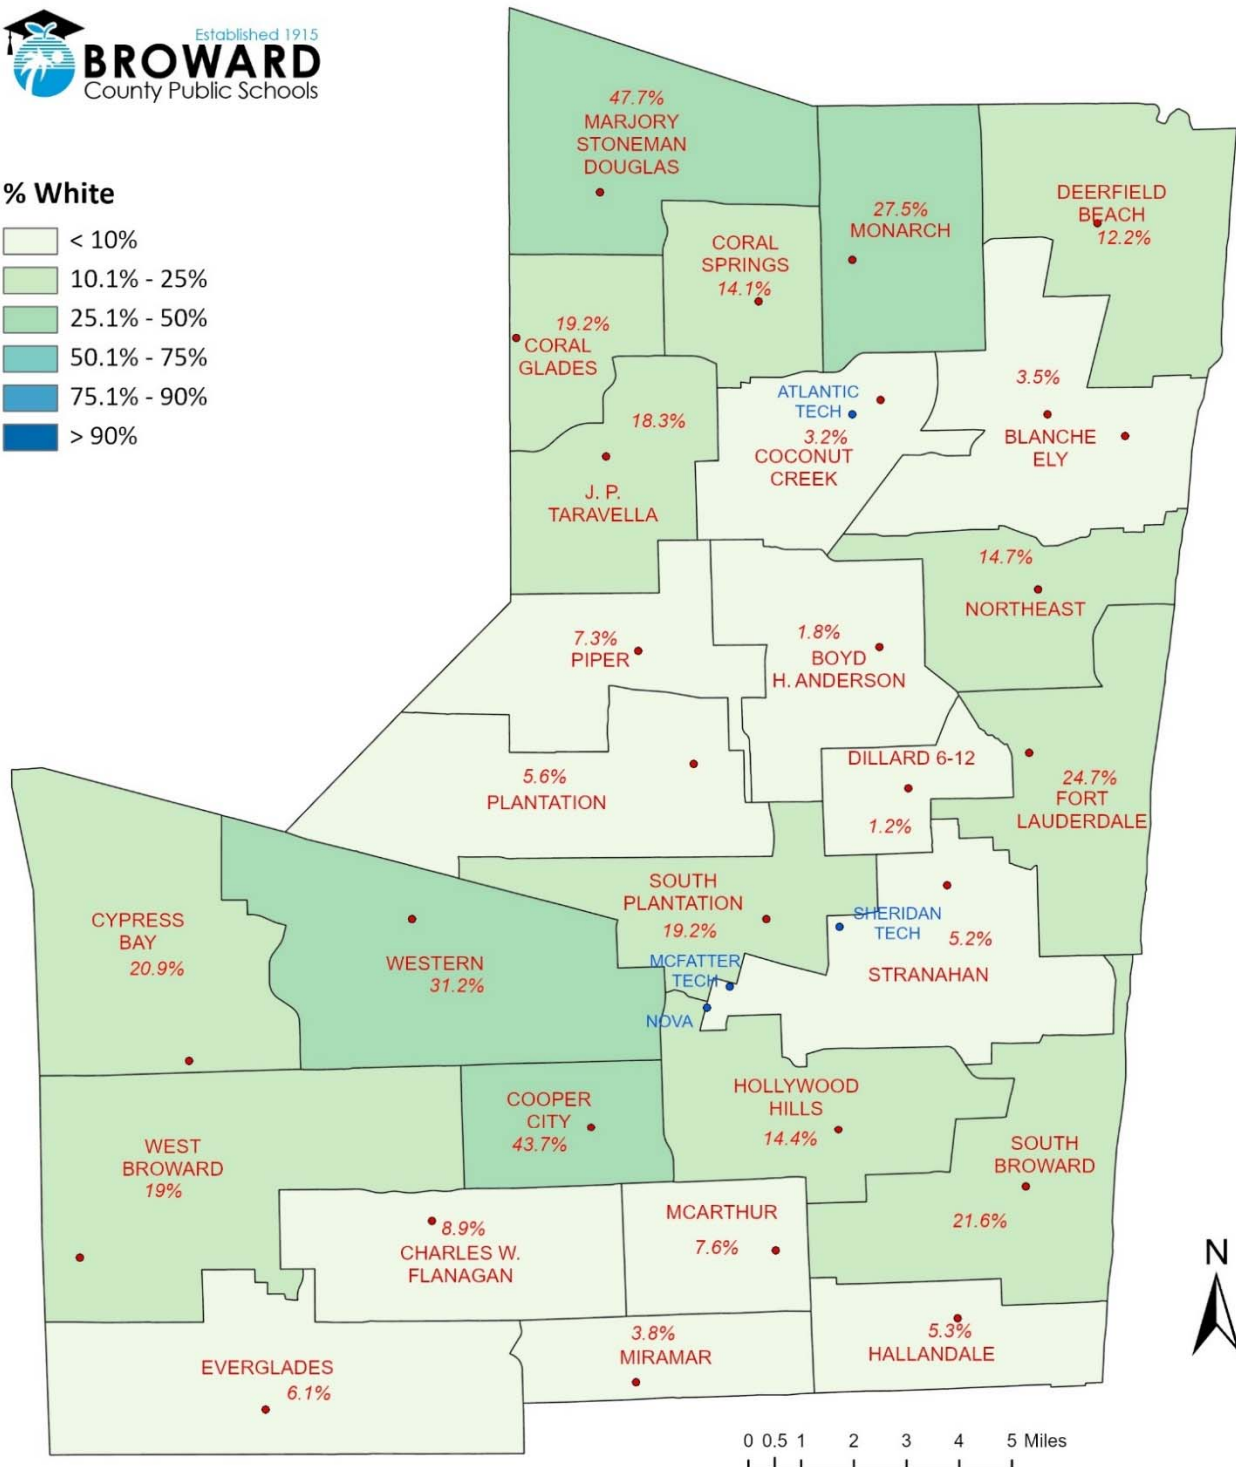 Established 1915
BROWARD
County Public Schools
% White
< 10%
10.1% - 25%
25.1% - 50%
50.1% - 75%
75.1% - 90%
> 90%
47.7%
MARJORY
STONEMAN
DOUGLAS
27.5%
MONARCH
DEERFIELD
BEACH
12.2%
CORAL
SPRINGS
14.1%
19.2%
CORAL
GLADES
18.3%
J. P.
TARAVELLA
ATLANTIC
TECH
3.2%
COCONUT
CREEK
3.5%
BLANCHE
ELY
14.7%
NORTHEAST
7.3%
PIPER
1.8%
BOYD
H. ANDERSON
5.6%
PLANTATION
DILLARD 6-12
1.2%
24.7%
FORT
LAUDERDALE
CYPRESS
BAY
20.9%
WESTERN
31.2%
SOUTH
PLANTATION
19.2%
MCFATTER
TECH
NOVA
SHERIDAN
TECH
5.2%
STRANAHAN
COOPER
CITY
43.7%
HOLLYWOOD
HILLS
14.4%
WEST
BROWARD
19%
SOUTH
BROWARD
21.6%
8.9%
CHARLES W.
FLANAGAN
MCARTHUR
7.6%
EVERGLADES
6.1%
3.8%
MIRAMAR
5.3%
HALLANDALE
N
0 0.5 1 2 3 4 5 Miles